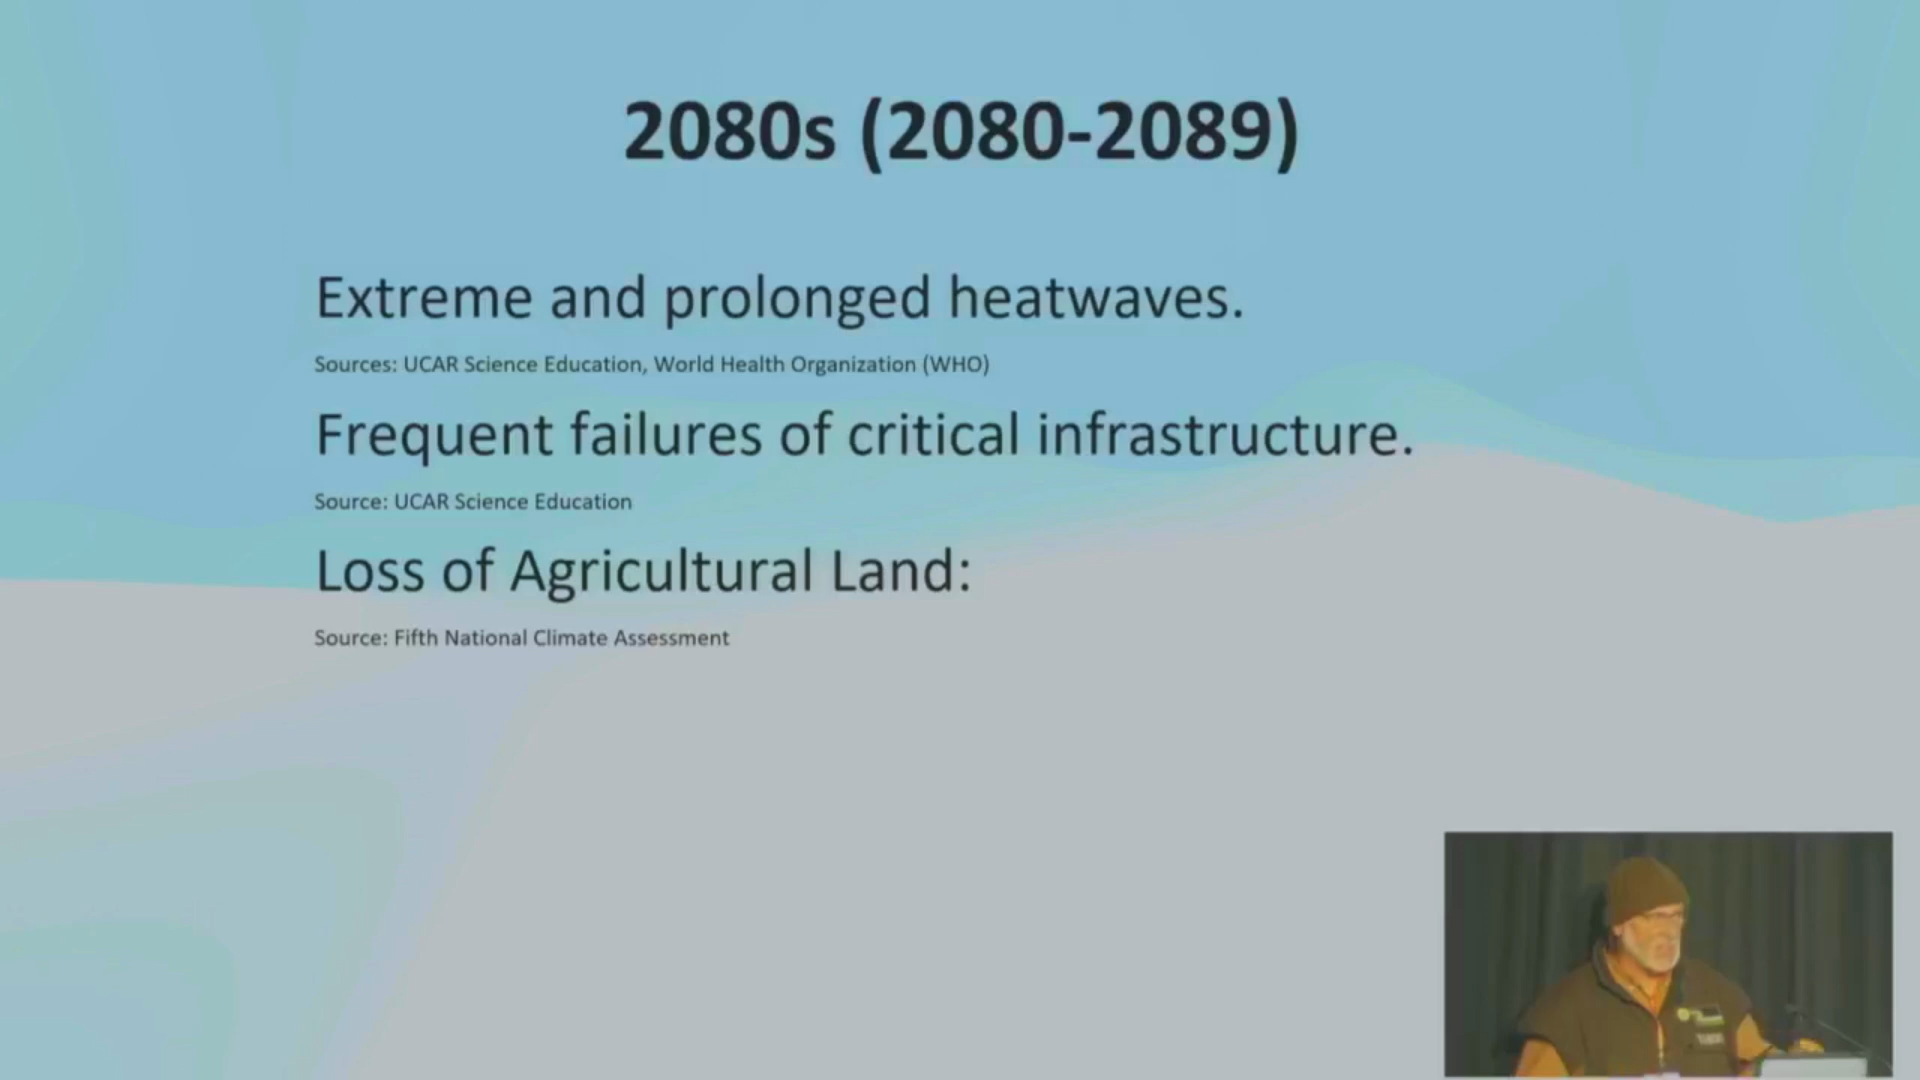 2080s (2080-2089)
Extreme and prolonged heatwaves.
Sources: UCAR Science Education, World Health Organization (WHO)
Frequent failures of critical infrastructure.
Source: UCAR Science Education
Loss of Agricultural Land:
Source: Fifth National Climate Assessment